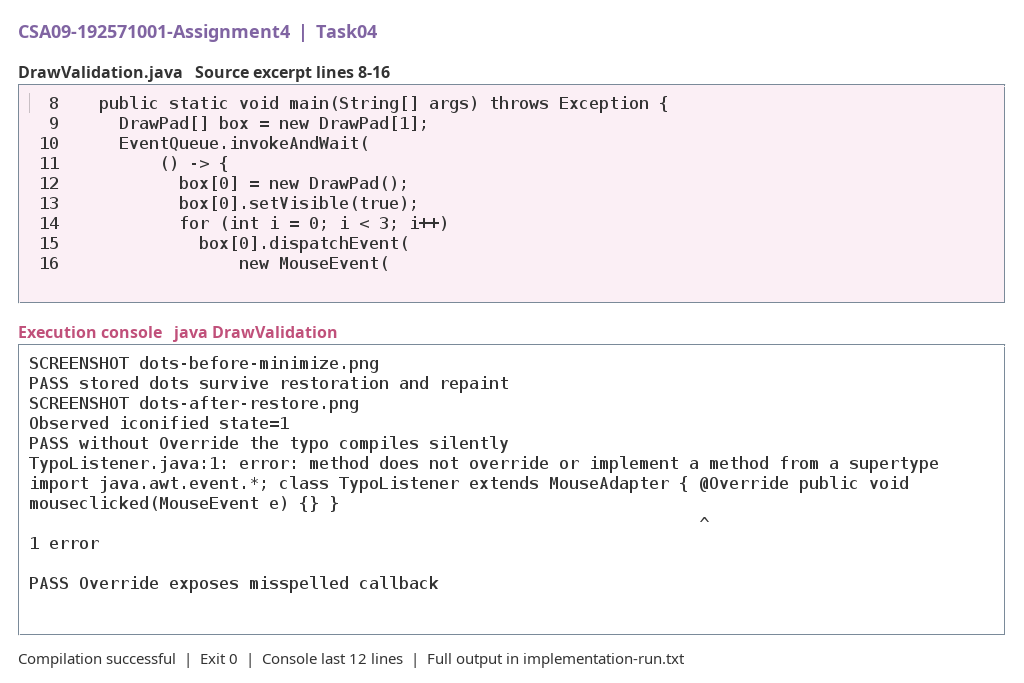 CSA09-192571001-Assignment4 | Task04
DrawValidation.java Source excerpt lines 8-16
8 public static void main(String[] args) throws Exception {
9 DrawPad[] box = new DrawPad[1];
10 EventQueue.invokeAndWait(
11 () -> {
12 box[0] = new DrawPad();
13 box[0].setVisible(true);
14 for (int i = 0; i < 3; i++)
15 box[0].dispatchEvent(
16 new MouseEvent(
Execution console java DrawValidation
SCREENSHOT dots-before-minimize.png
PASS stored dots survive restoration and repaint
SCREENSHOT dots-after-restore.png
Observed iconified state=1
PASS without Override the typo compiles silently
TypoListener.java:1: error: method does not override or implement a method from a supertype
import java.awt.event.*; class TypoListener extends MouseAdapter { @Override public void
mouseclicked(MouseEvent e) {} }
^
1 error
PASS Override exposes misspelled callback
Compilation successful | Exit 0 | Console last 12 lines | Full output in implementation-run.txt